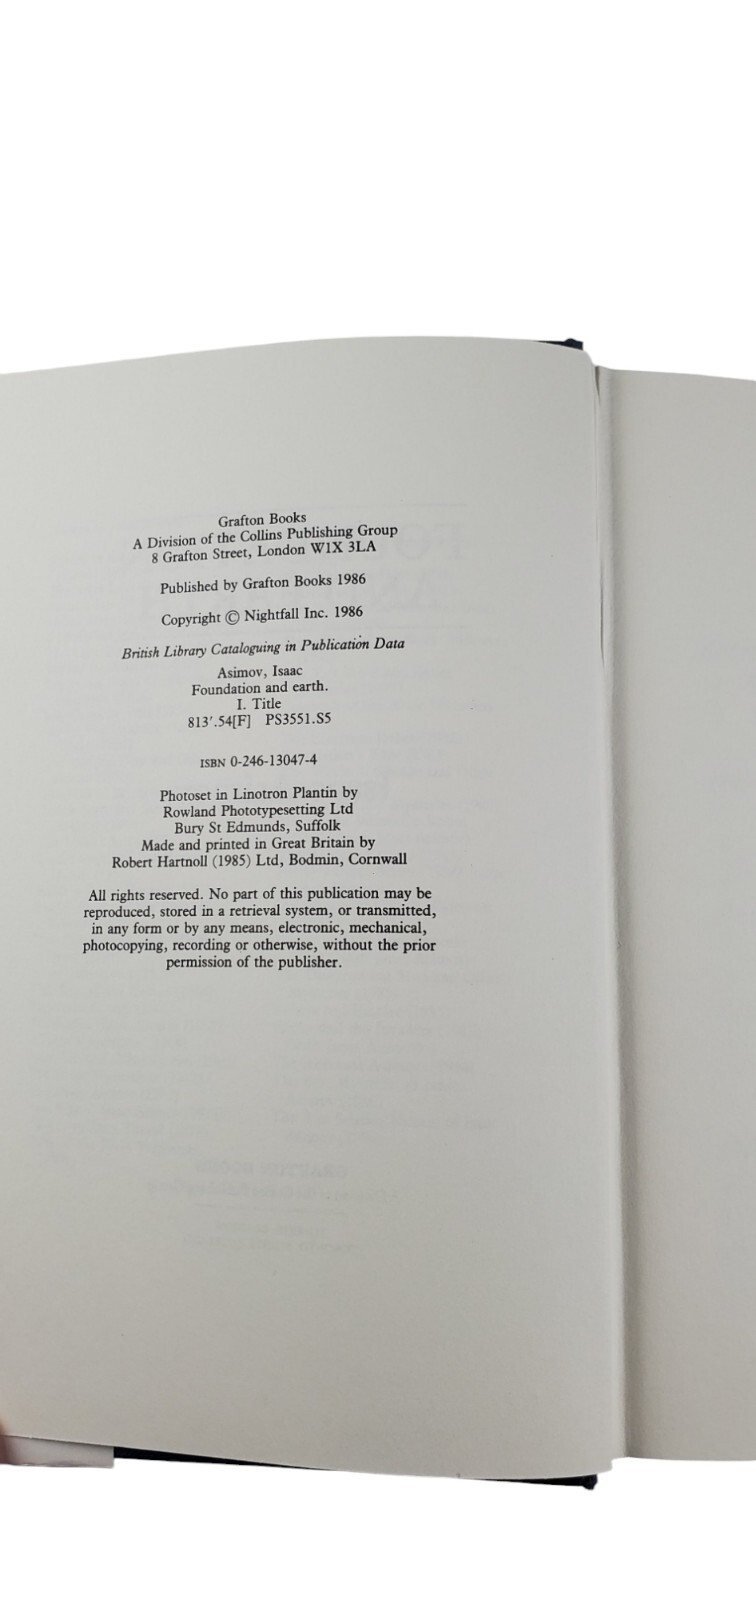 Grafton Books
A Division of the Collins Publishing Group
8 Grafton Street, London W1X 3LA
Published by Grafton Books 1986
Copyright © Nightfall Inc. 1986
British Library Cataloguing in Publication Data
Asimov, Isaac
Foundation and earth.
I. Title
813'.54[F] PS3551.S5
ISBN 0-246-13047-4
Photoset in Linotron Plantin by
Rowland Phototypesetting Ltd
Bury St Edmunds, Suffolk
Made and printed in Great Britain by
Robert Hartnoll (1985) Ltd, Bodmin, Cornwall
All rights reserved. No part of this publication may be
reproduced, stored in a retrieval system, or transmitted,
in any form or by any means, electronic, mechanical,
photocopying, recording or otherwise, without the prior
permission of the publisher.